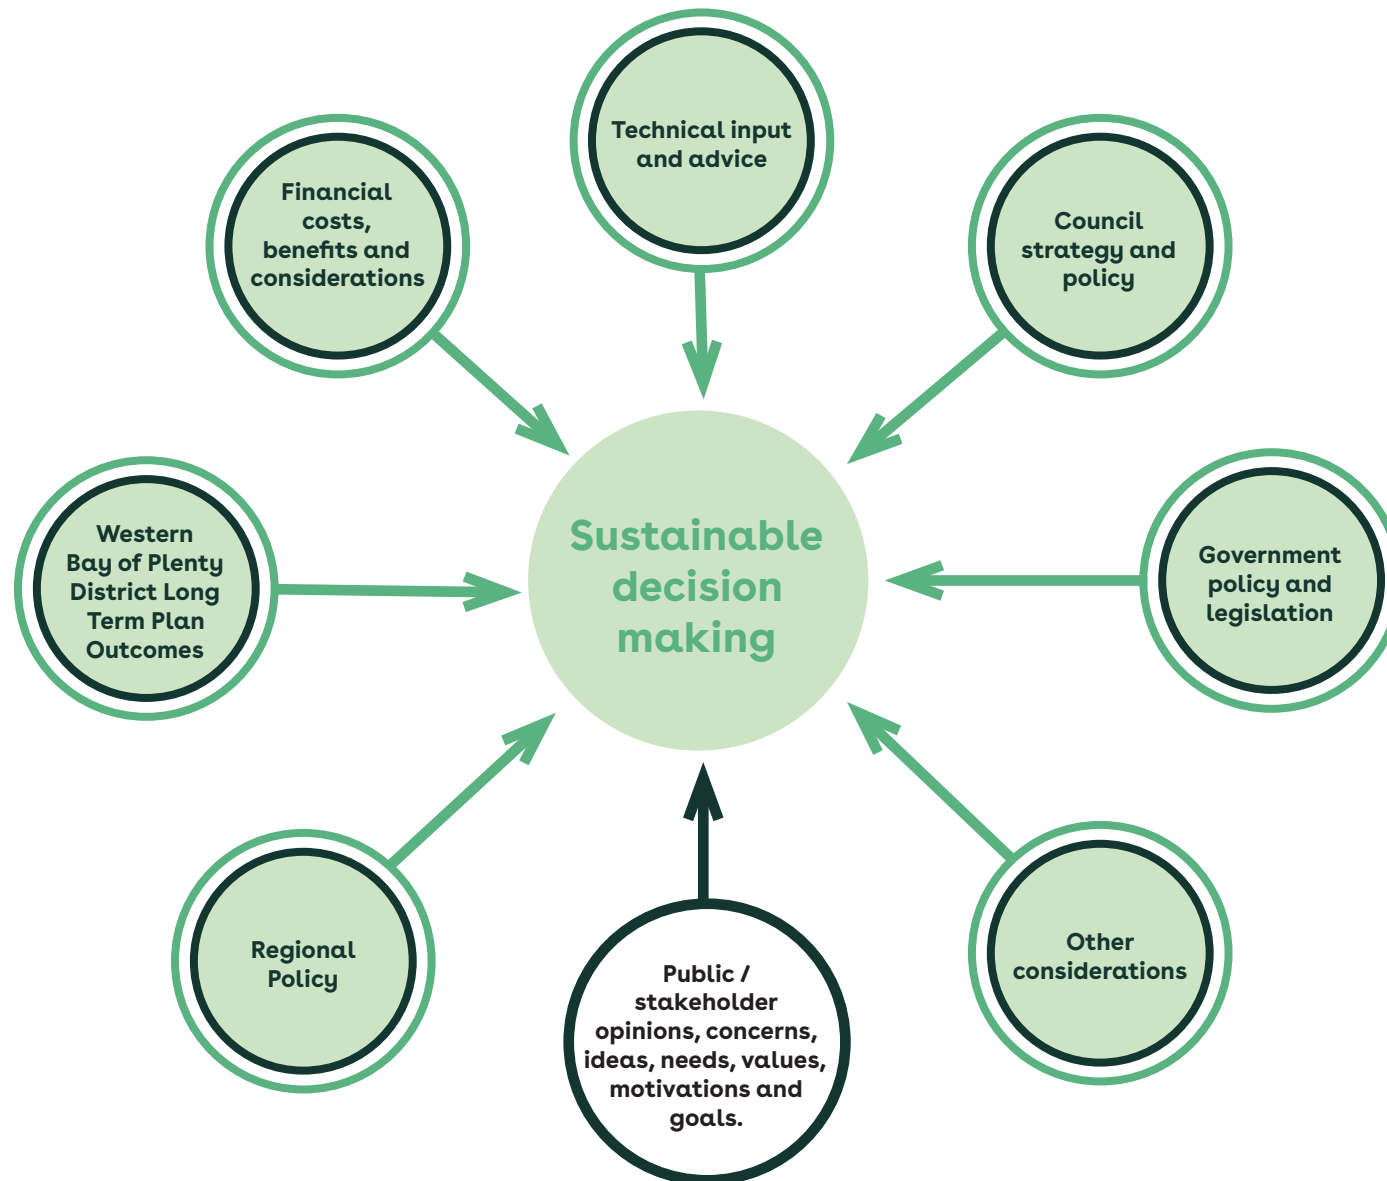 Technical input
and advice
Financial
costs,
benefits and
considerations
Council
strategy and
policy
Western
Bay of Plenty
District Long
Term Plan
Outcomes
Sustainable
decision
making
Government
policy and
legislation
Regional
Policy
Public /
stakeholder
opinions, concerns,
ideas, needs, values,
motivations and
goals.
Other
considerations